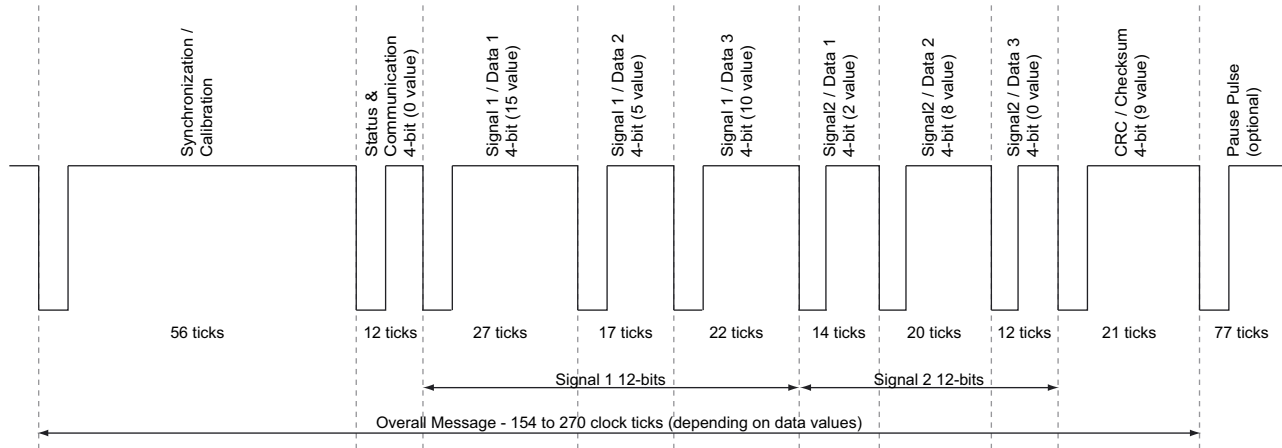 Synchronization /
Calibration
Status &
Communication
4-bit (0 value)
Signal 1 / Data 1
4-bit (15 value)
Signal 1 / Data 2
4-bit (5 value)
Signal 1 / Data 3
4-bit (10 value)
Signal2 / Data 1
4-bit (2 value)
Signal2 / Data 2
4-bit (8 value)
Signal2 / Data 3
4-bit (0 value)
CRC / Checksum
4-bit (9 value)
Pause Pulse
(optional)
56 ticks
12 ticks
27 ticks
17 ticks
22 ticks
14 ticks
20 ticks
12 ticks
21 ticks
77 ticks
Signal 1 12-bits
Signal 2 12-bits
Overall Message - 154 to 270 clock ticks (depending on data values)